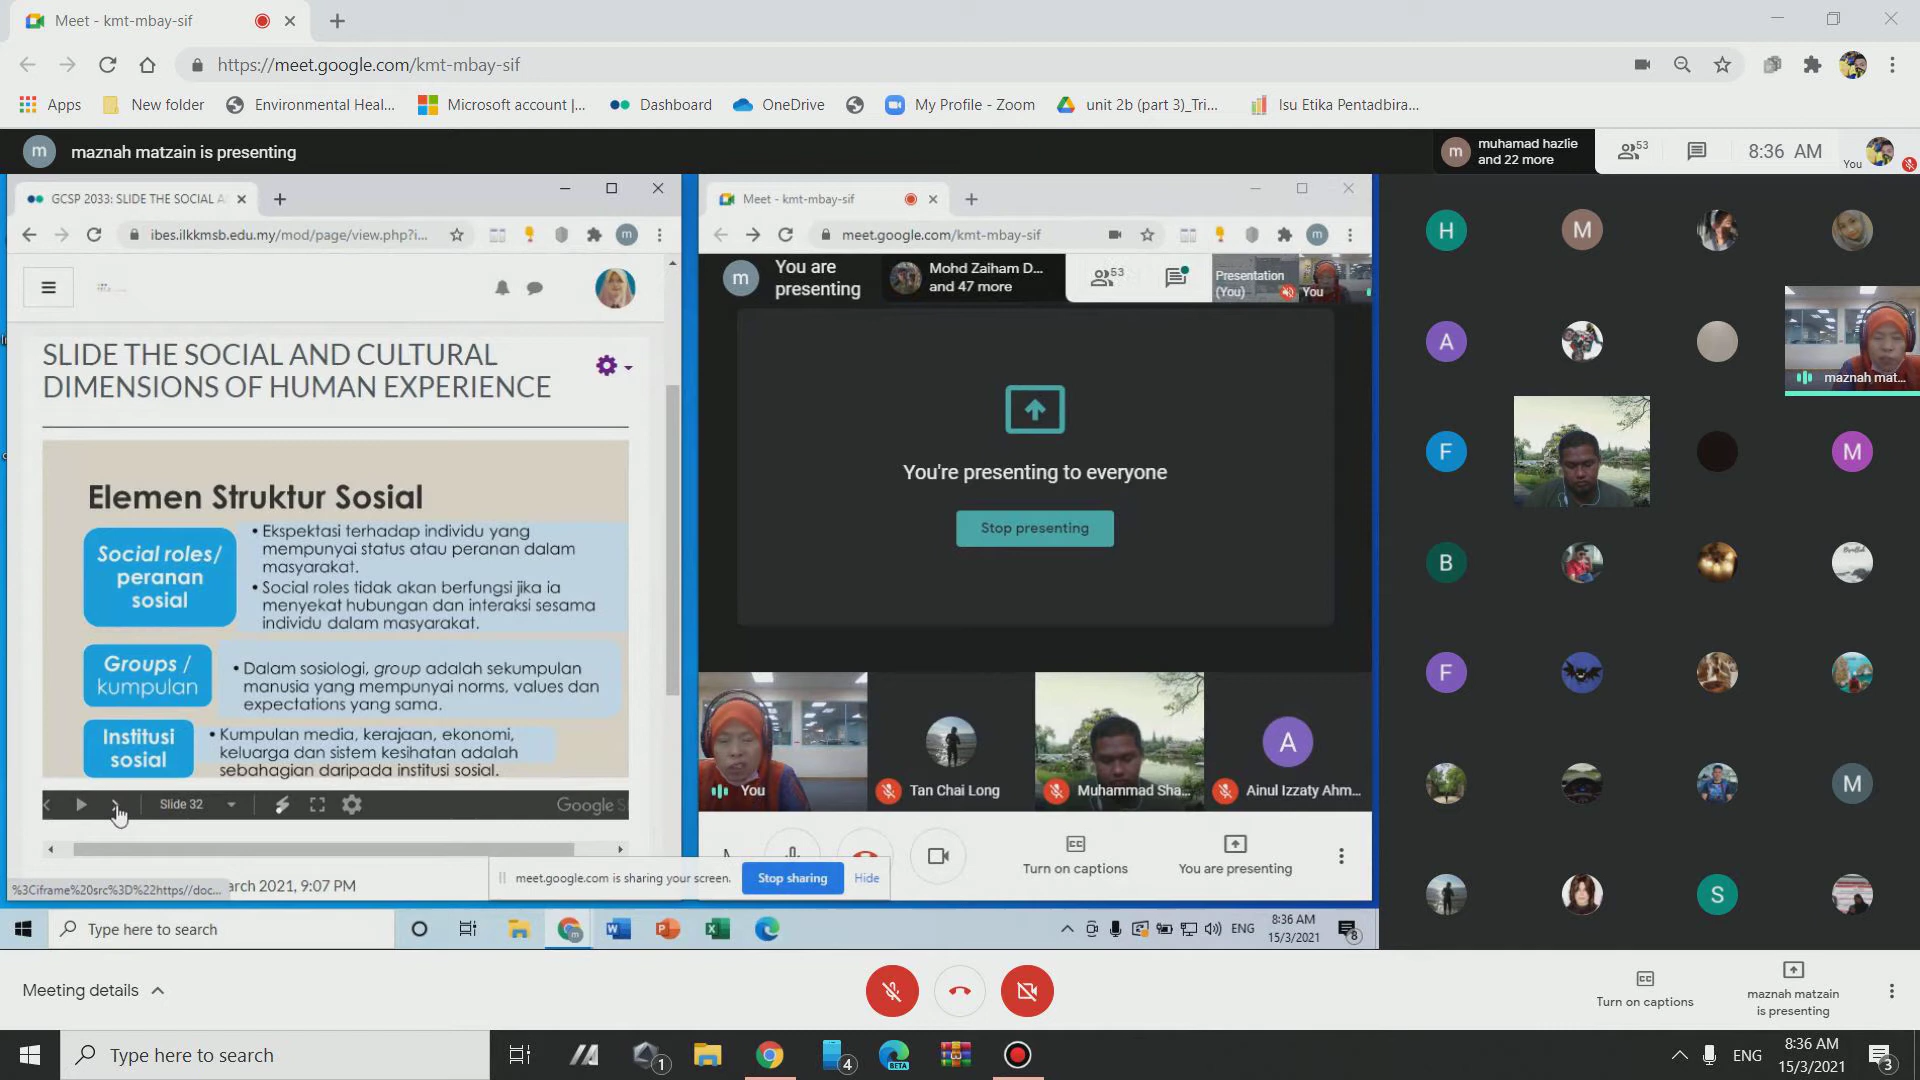 Meet - kmt-mbay-sif
https://meet.google.com/kmt-mbay-sif
Apps
New folder
Environmental Heal...
Microsoft account |...
Dashboard
OneDrive
My Profile - Zoom
unit 2b (part 3)_Tri...
Isu Etika Pentadbira...
m
maznah matzain is presenting
m
muhamad hazlie
and 22 more
53
8:36 AM
You
GCSP 2033: SLIDE THE SOCIAL A
ibes.ilkkmsb.edu.my/mod/page/view.php?i...
m
SLIDE THE SOCIAL AND CULTURAL
DIMENSIONS OF HUMAN EXPERIENCE
Elemen Struktur Sosial
Social roles/
peranan
sosial
• Ekspektasi terhadap individu yang
mempunyai status atau peranan dalam
masyarakat.
• Social roles tidak akan berfungsi jika ia
menyekat hubungan dan interaksi sesama
individu dalam masyarakat.
Groups /
kumpulan
• Dalam sosiologi, group adalah sekumpulan
manusia yang mempunyai norms, values dan
expectations yang sama.
Institusi
sosial
• Kumpulan media, kerajaan, ekonomi,
keluarga dan sistem kesihatan adalah
sebahagian daripada institusi sosial.
Slide 32
Google S
%3Ciframe%20src%3D%22https//doc...
arch 2021, 9:07 PM
Meet - kmt-mbay-sif
meet.google.com/kmt-mbay-sif
m
m
You are
presenting
Mohd Zaiham D...
and 47 more
53
Presentation
(You)
You
You're presenting to everyone
Stop presenting
You
Tan Chai Long
Muhammad Sha...
A
Ainul Izzaty Ahm...
Turn on captions
You are presenting
meet.google.com is sharing your screen.
Stop sharing
Hide
Type here to search
ENG
8:36 AM
15/3/2021
8
H
M
A
maznah mat...
F
M
B
F
M
S
Meeting details
Turn on captions
maznah matzain
is presenting
Type here to search
1
4
BETA
ENG
8:36 AM
15/3/2021
3